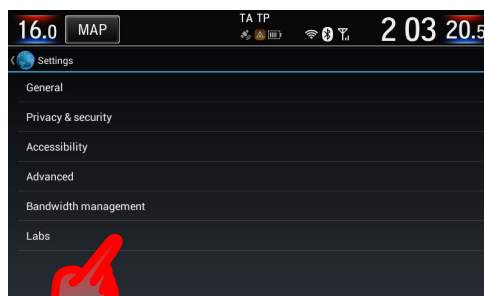 TA TP
16.0 MAP 2 03 20.5
Settings
General
Privacy & security
Accessibility
Advanced
Bandwidth management
Labs